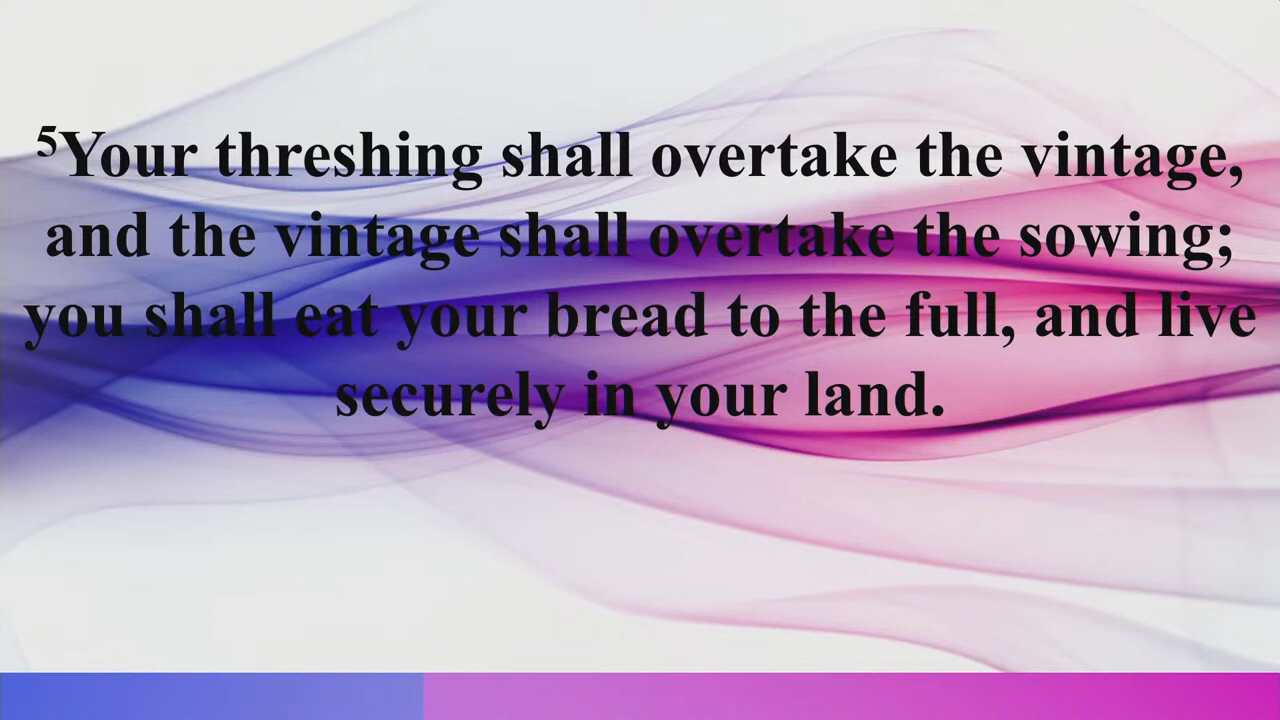 ⁵Your threshing shall overtake the vintage,
and the vintage shall overtake the sowing;
you shall eat your bread to the full, and live
securely in your land.